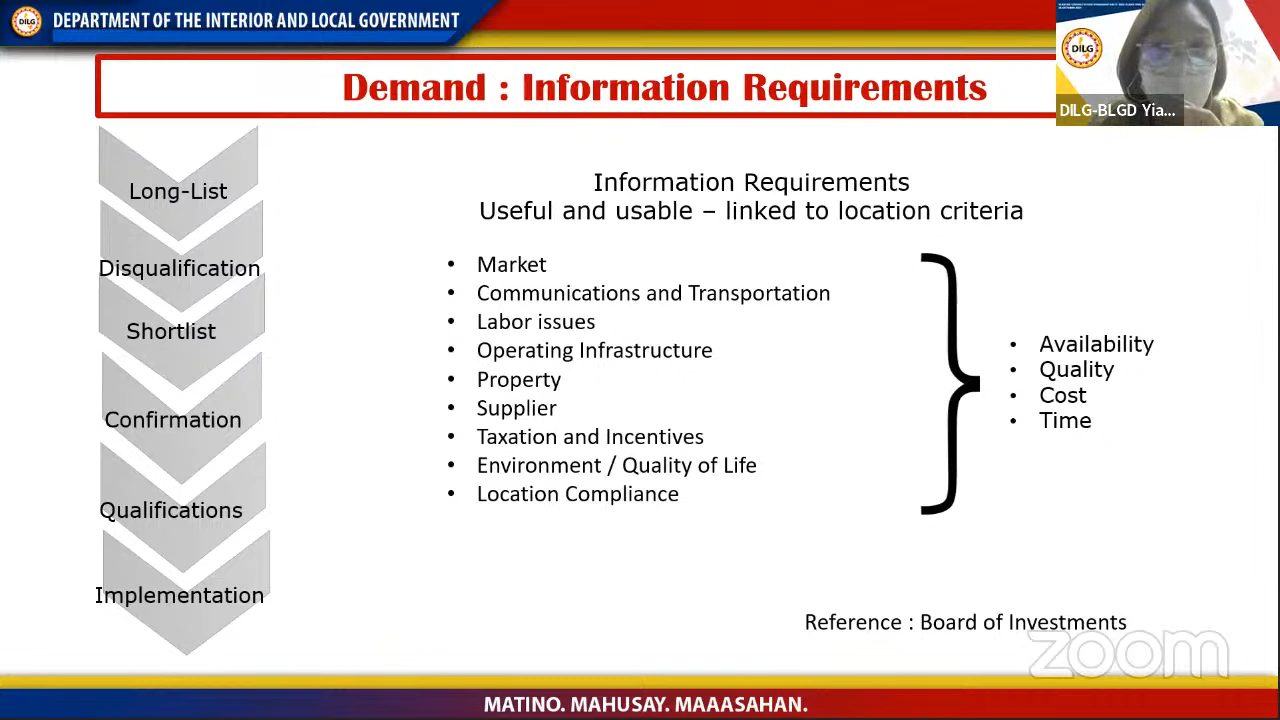 DILG
DEPARTMENT OF THE INTERIOR AND LOCAL GOVERNMENT
Demand : Information Requirements
DILG
DILG-BLGD Yia...
Long-List
Disqualification
Shortlist
Confirmation
Qualifications
Implementation
Information Requirements
Useful and usable – linked to location criteria
• Market
• Communications and Transportation
• Labor issues
• Operating Infrastructure
• Property
• Supplier
• Taxation and Incentives
• Environment / Quality of Life
• Location Compliance
• Availability
• Quality
• Cost
• Time
Reference : Board of Investments
zoom
MATINO. MAHUSAY. MAAASAHAN.